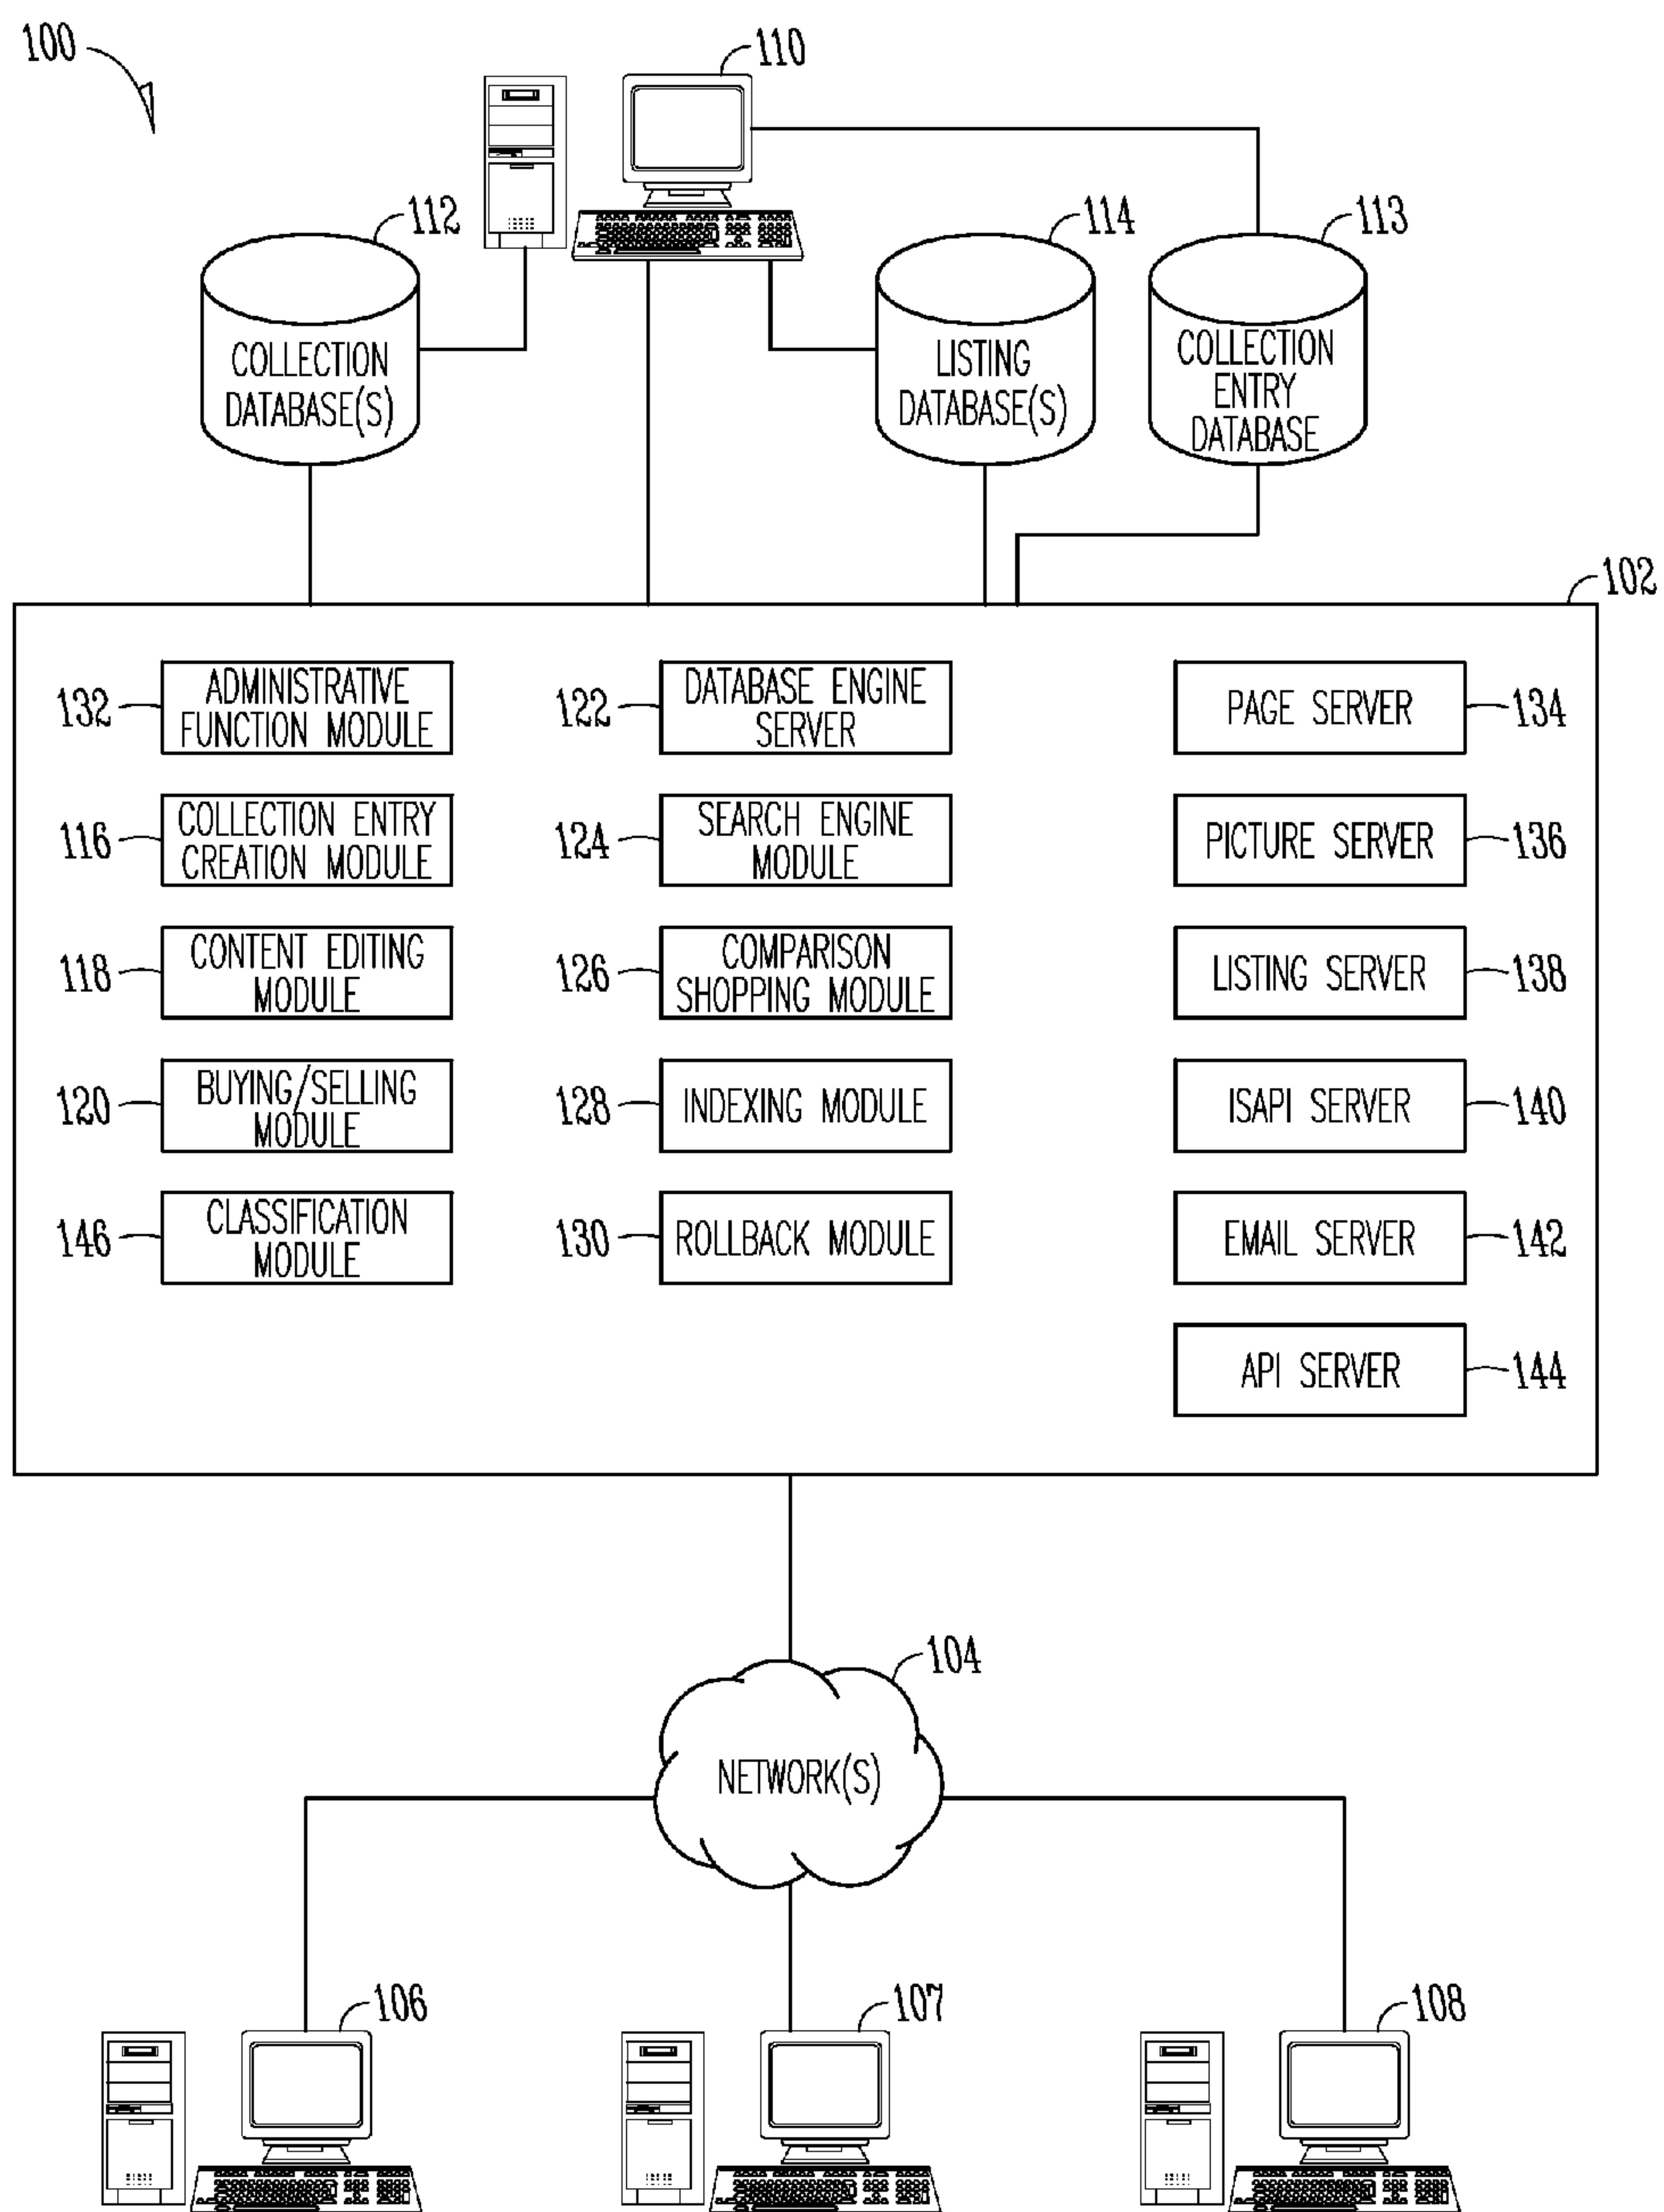 100
110
112
114
113
COLLECTION
DATABASE(S)
LISTING
DATABASE(S)
COLLECTION
ENTRY
DATABASE
102
132
ADMINISTRATIVE
FUNCTION MODULE
122
DATABASE ENGINE
SERVER
PAGE SERVER
134
116
COLLECTION ENTRY
CREATION MODULE
124
SEARCH ENGINE
MODULE
PICTURE SERVER
136
118
CONTENT EDITING
MODULE
126
COMPARISON
SHOPPING MODULE
LISTING SERVER
138
120
BUYING/SELLING
MODULE
128
INDEXING MODULE
ISAPI SERVER
140
146
CLASSIFICATION
MODULE
130
ROLLBACK MODULE
EMAIL SERVER
142
API SERVER
144
104
NETWORK(S)
106
107
108